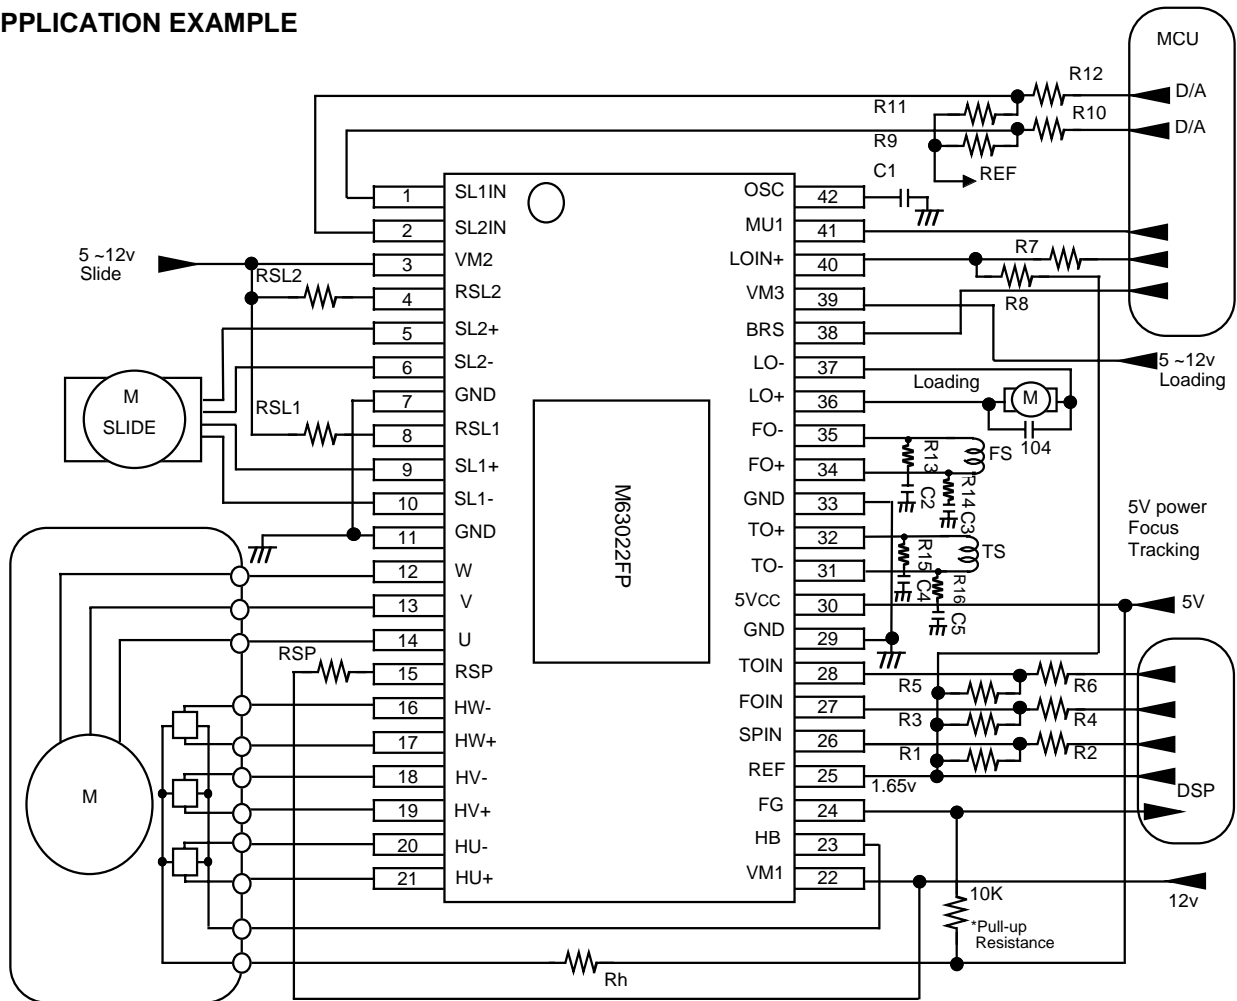 PPLICATION EXAMPLE
MCU
R12
D/A
R11
R10
D/A
R9
REF
C1
1 SL1IN
2 SL2IN
3 VM2
4 RSL2
5 SL2+
6 SL2-
7 GND
8 RSL1
9 SL1+
10 SL1-
11 GND
12 W
13 V
14 U
15 RSP
16 HW-
17 HW+
18 HV-
19 HV+
20 HU-
21 HU+
M63022FP
OSC 42
MU1 41
LOIN+ 40
VM3 39
BRS 38
LO- 37
LO+ 36
FO- 35
FO+ 34
GND 33
TO+ 32
TO- 31
5VCC 30
GND 29
TOIN 28
FOIN 27
SPIN 26
REF 25
FG 24
HB 23
VM1 22
5 ~12v
Slide
RSL2
M
SLIDE
RSL1
RSP
M
R7
R8
5 ~12v
Loading
Loading
M
104
FS
R13
C2
R14
C3
TS
R15
C4
R16
C5
5V power
Focus
Tracking
5V
R5
R6
R3
R4
R1
R2
1.65v
DSP
12v
10K
*Pull-up
Resistance
Rh